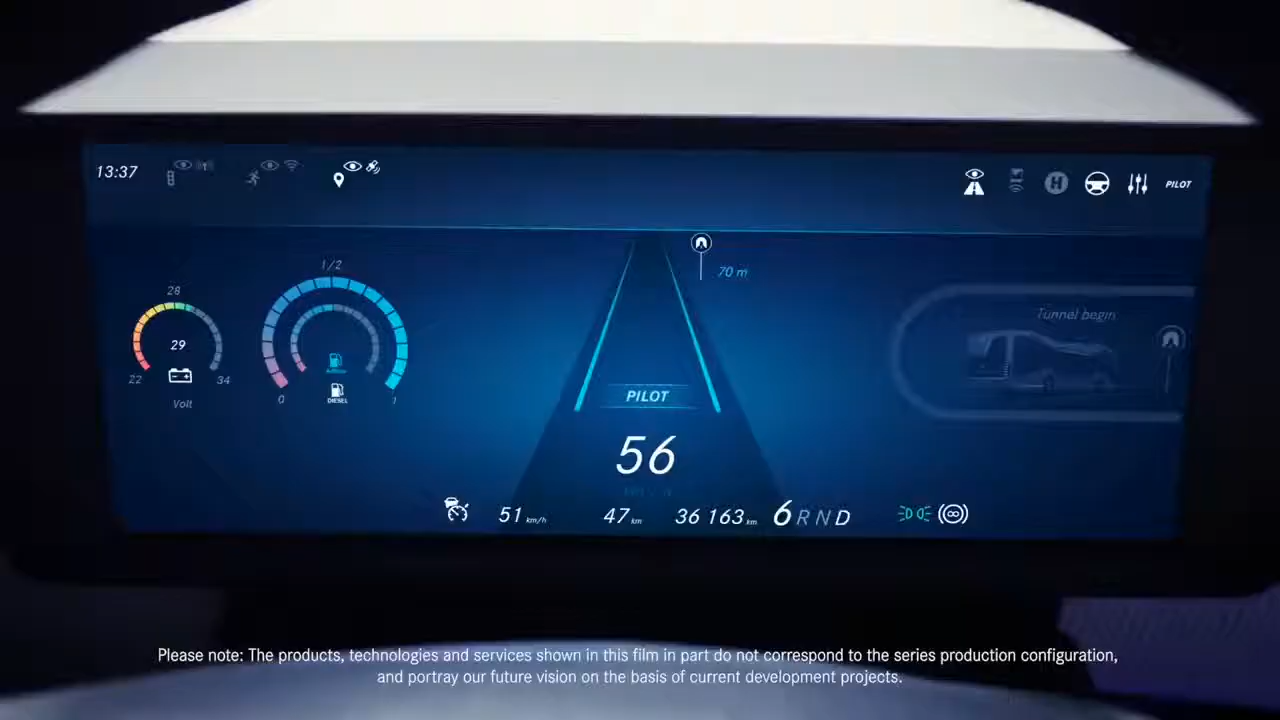 13:37
PILOT
1/2
70 m
28
Tunnel begin
29
22
34
0
1
DIESEL
Volt
PILOT
56
51 km/h
47 km
36 163 km
6 R N D
Please note: The products, technologies and services shown in this film in part do not correspond to the series production configuration,
and portray our future vision on the basis of current development projects.